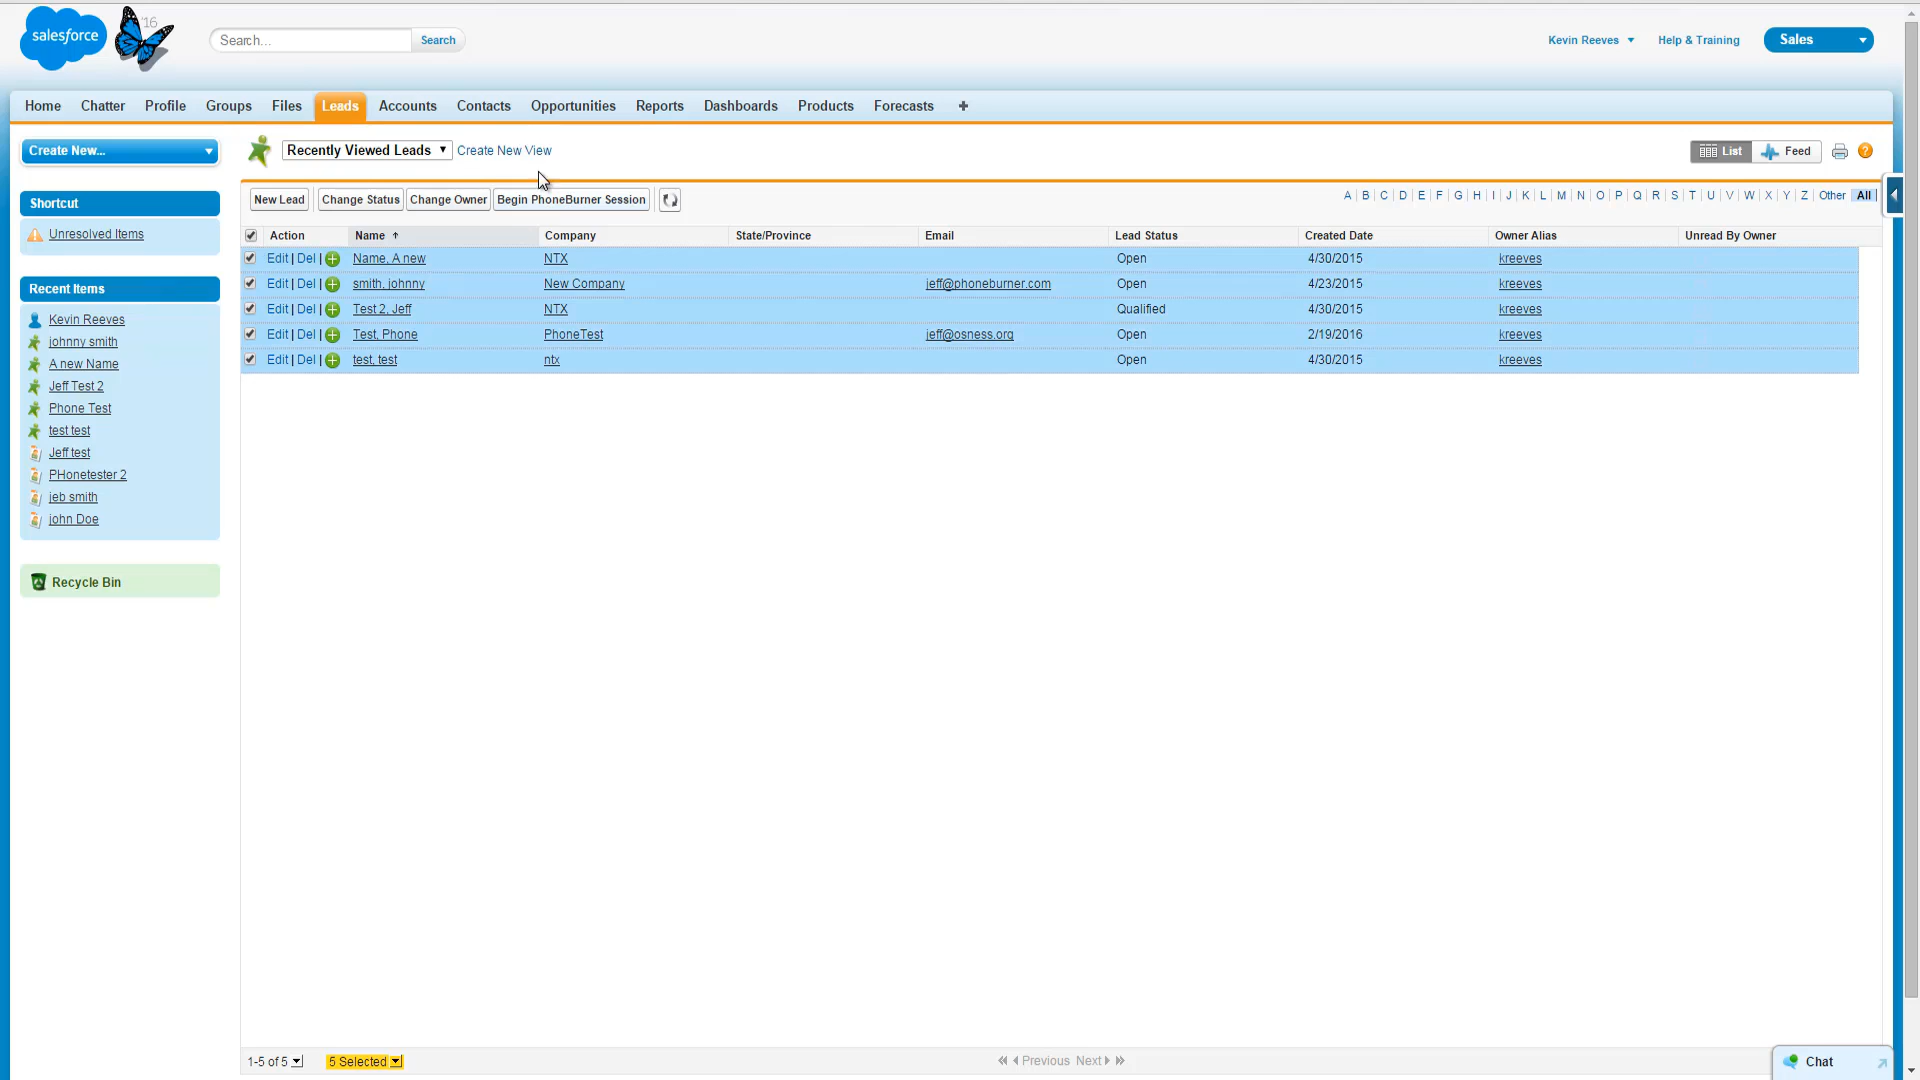 salesforce
'16
Search...
Search
Kevin Reeves
Help & Training
Sales
Home
Chatter
Profile
Groups
Files
Leads
Accounts
Contacts
Opportunities
Reports
Dashboards
Products
Forecasts
Create New...
Shortcut
Unresolved Items
Recent Items
Kevin Reeves
johnny smith
A new Name
Jeff Test 2
Phone Test
test test
Jeff test
PHonetester 2
jeb smith
john Doe
Recycle Bin
Recently Viewed Leads
Create New View
List
Feed
New Lead
Change Status
Change Owner
Begin PhoneBurner Session
A | B | C | D | E | F | G | H | I | J | K | L | M | N | O | P | Q | R | S | T | U | V | W | X | Y | Z | Other | All
Action Name Company State/Province Email Lead Status Created Date Owner Alias Unread By Owner
Edit | Del | Name, A new NTX Open 4/30/2015 kreeves
Edit | Del | smith, johnny New Company jeff@phoneburner.com Open 4/23/2015 kreeves
Edit | Del | Test 2, Jeff NTX Qualified 4/30/2015 kreeves
Edit | Del | Test, Phone PhoneTest jeff@osness.org Open 2/19/2016 kreeves
Edit | Del | test, test ntx Open 4/30/2015 kreeves
1-5 of 5
5 Selected
Previous Next
Chat